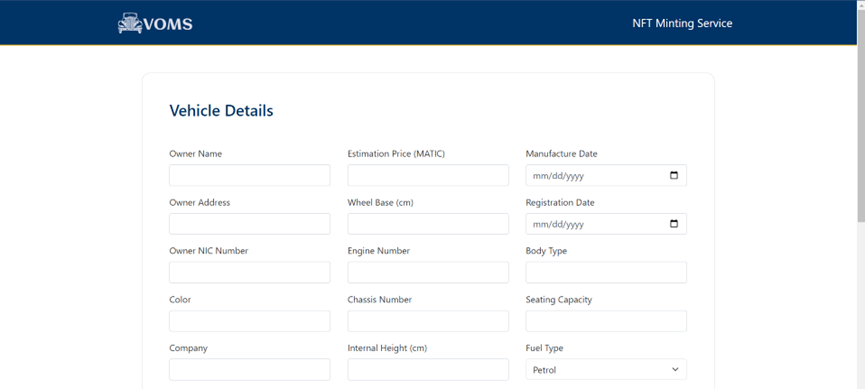 VOMS
NFT Minting Service
Vehicle Details
Owner Name
Estimation Price (MATIC)
Manufacture Date
mm/dd/yyyy
Owner Address
Wheel Base (cm)
Registration Date
mm/dd/yyyy
Owner NIC Number
Engine Number
Body Type
Color
Chassis Number
Seating Capacity
Company
Internal Height (cm)
Fuel Type
Petrol